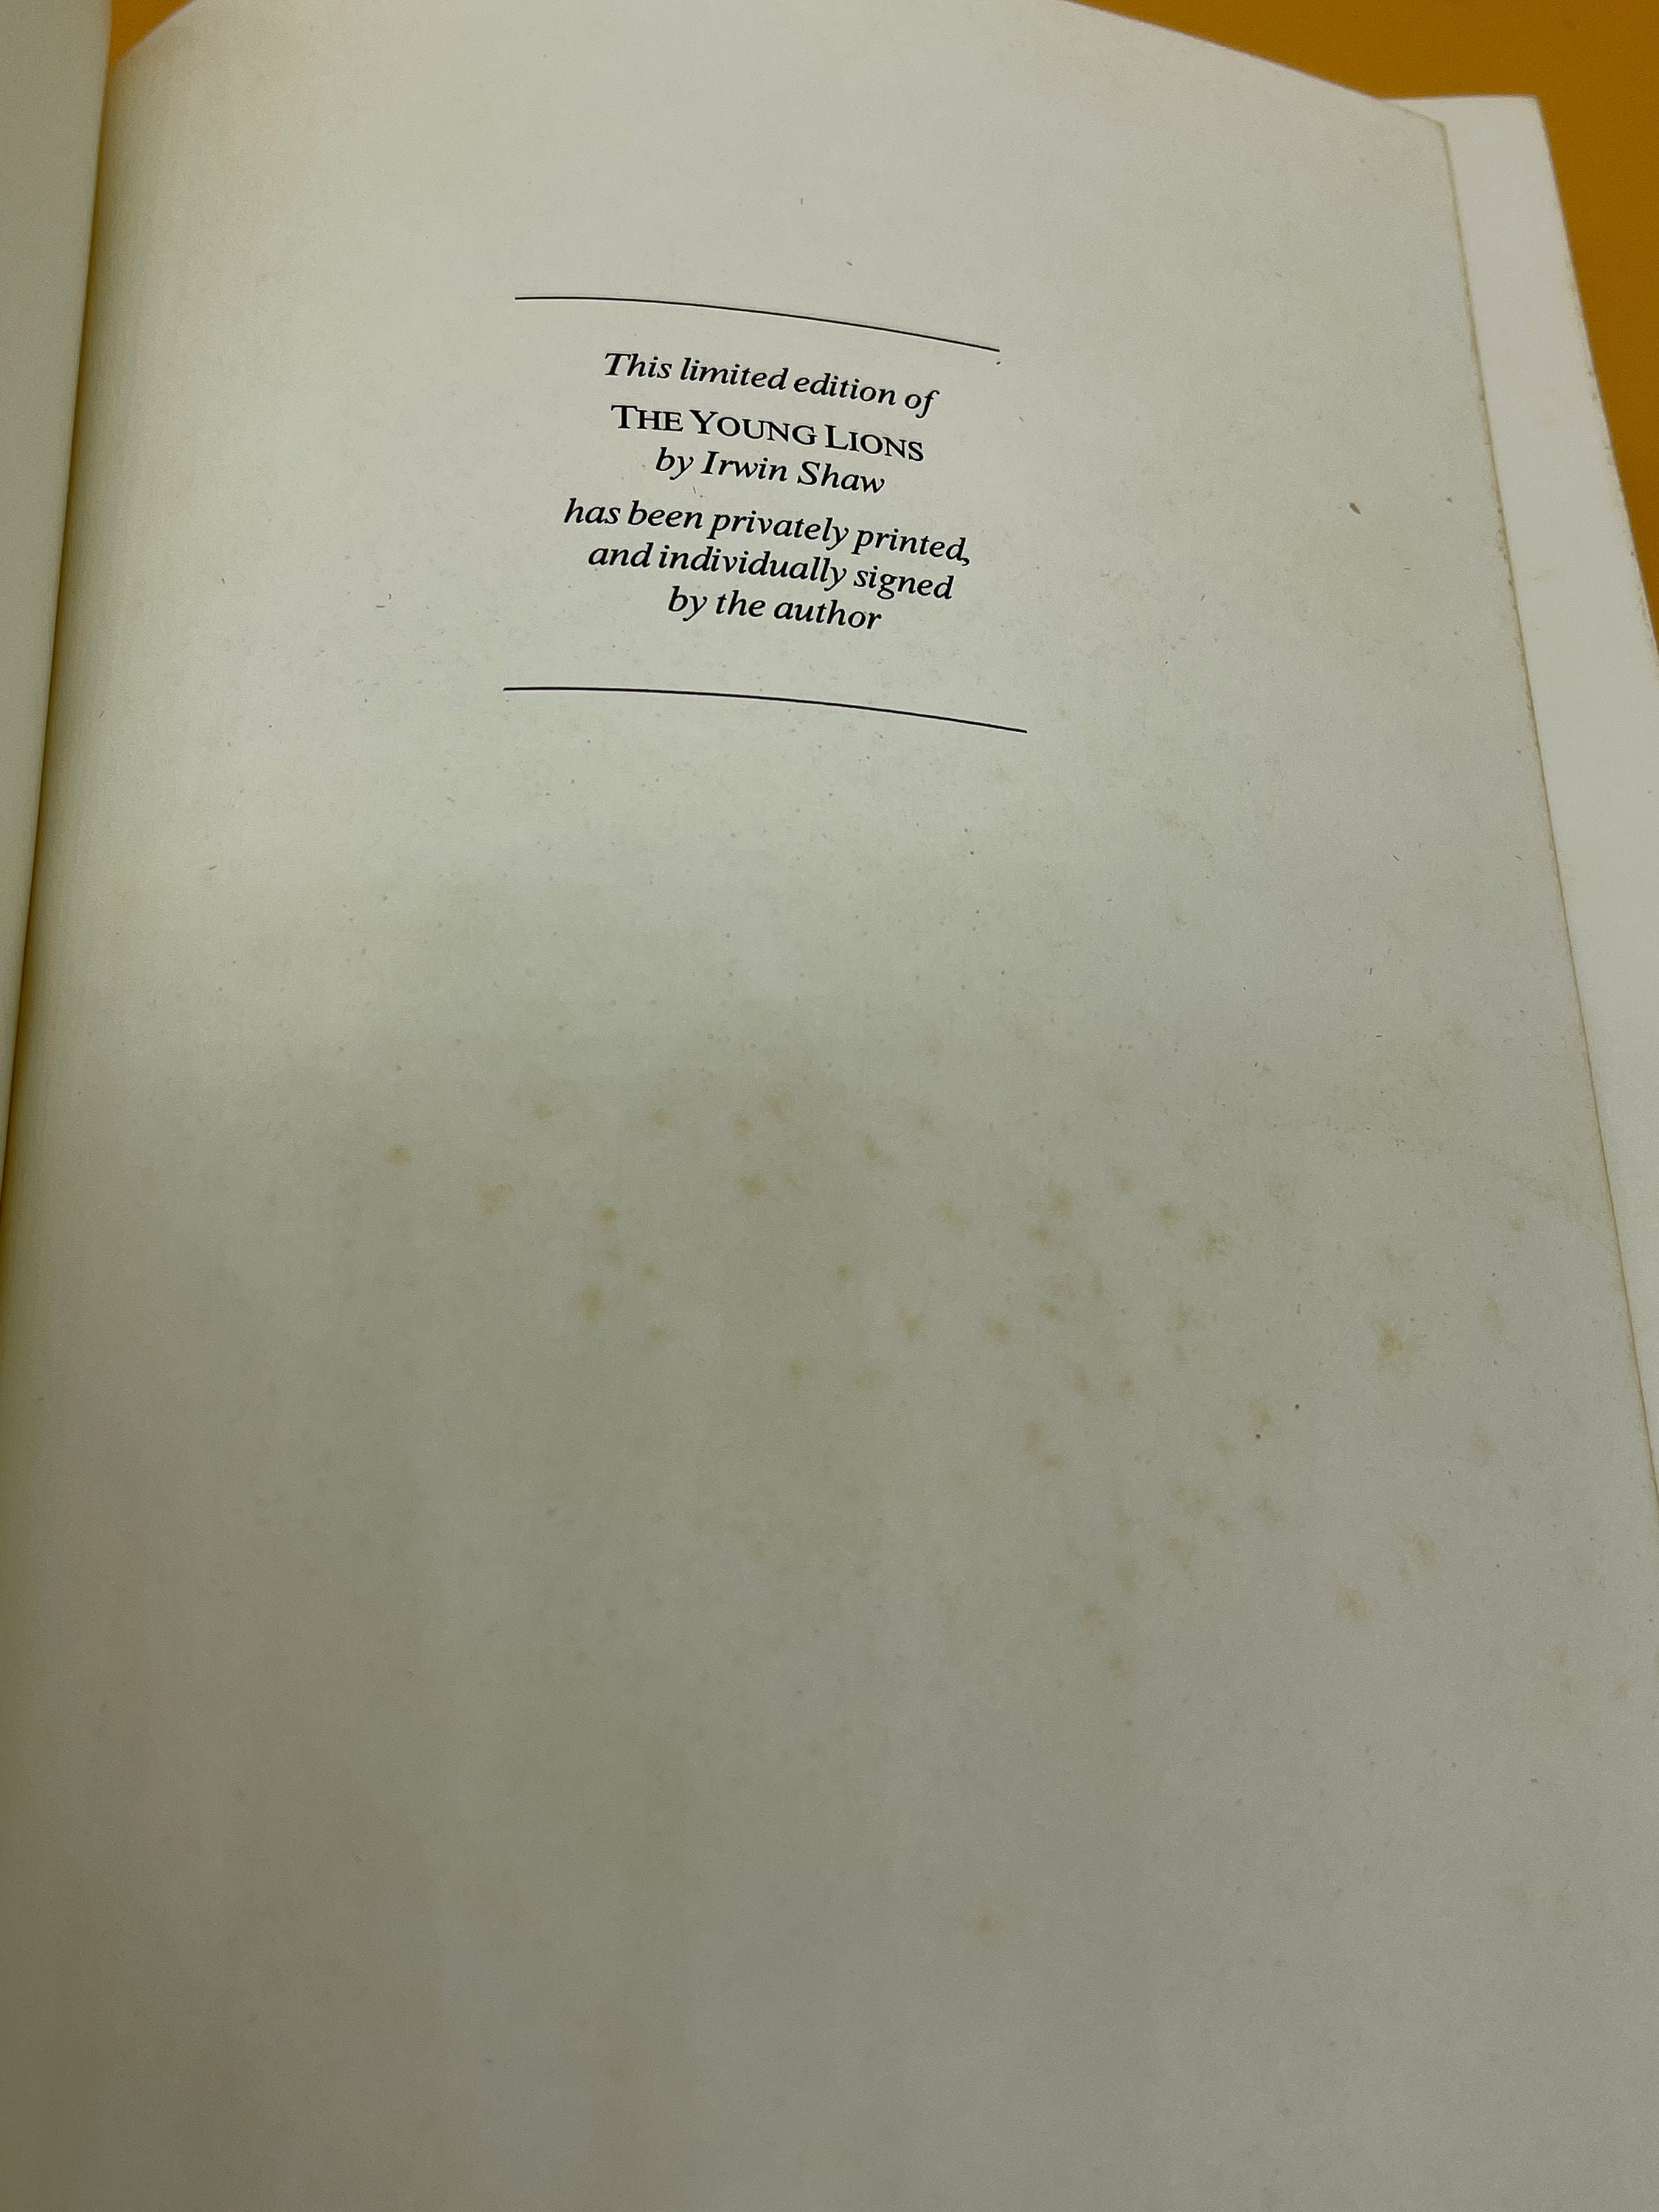 This limited edition of
THE YOUNG LIONS
by Irwin Shaw
has been privately printed,
and individually signed
by the author